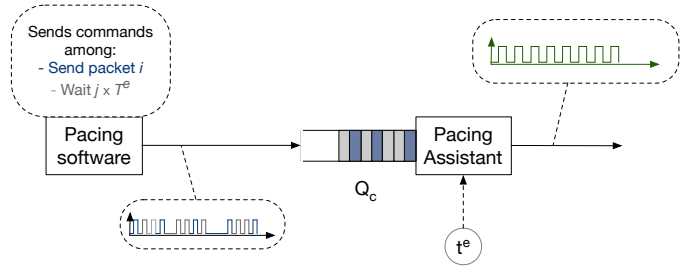 Sends commands
among:
- Send packet i
- Wait j x T^e
Pacing
software
Pacing
Assistant
Q_c
t^e